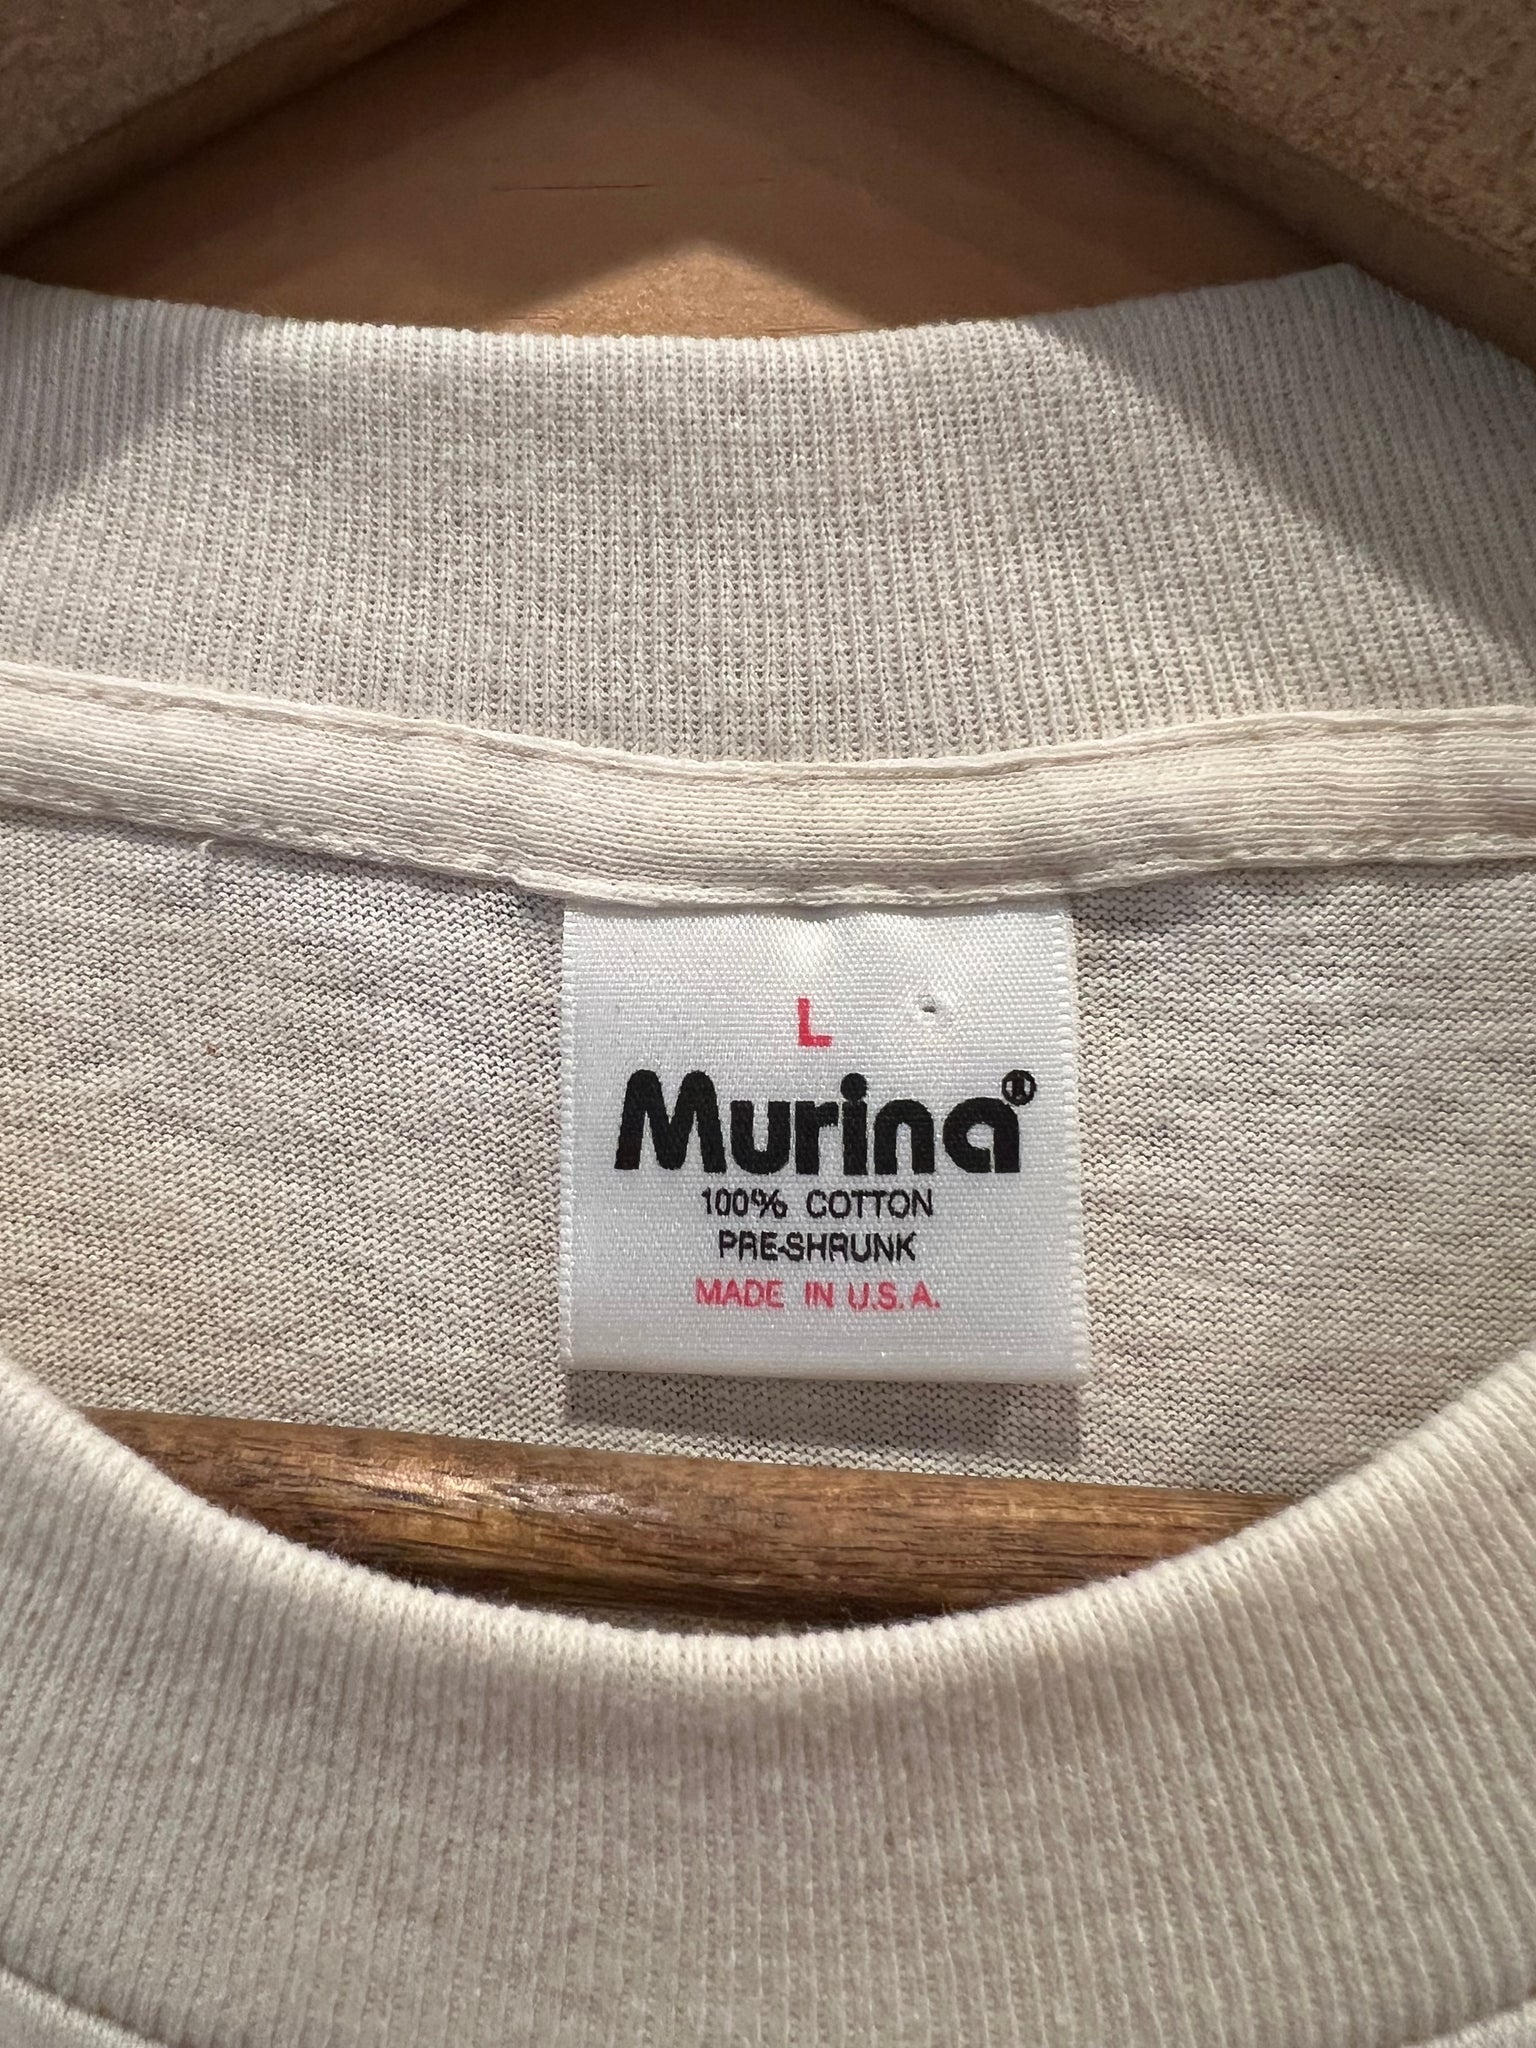 L
Murina®
100% COTTON
PRE-SHRUNK
MADE IN U.S.A.